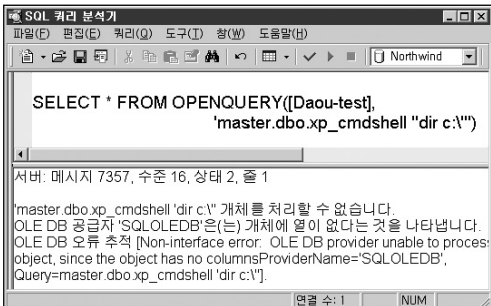 SQL 쿼리 분석기
파일(F) 편집(E) 쿼리(Q) 도구(T) 창(W) 도움말(H)
Northwind
SELECT * FROM OPENQUERY([Daou-test],
'master.dbo.xp_cmdshell ''dir c:\''')
서버: 메시지 7357, 수준 16, 상태 2, 줄 1
'master.dbo.xp_cmdshell 'dir c:\'' 개체를 처리할 수 없습니다.
OLE DB 공급자 'SQLOLEDB'은(는) 개체에 열이 없다는 것을 나타냅니다.
OLE DB 오류 추적 [Non-interface error:  OLE DB provider unable to process
object, since the object has no columnsProviderName='SQLOLEDB',
Query=master.dbo.xp_cmdshell 'dir c:\''].
연결 수: 1 NUM